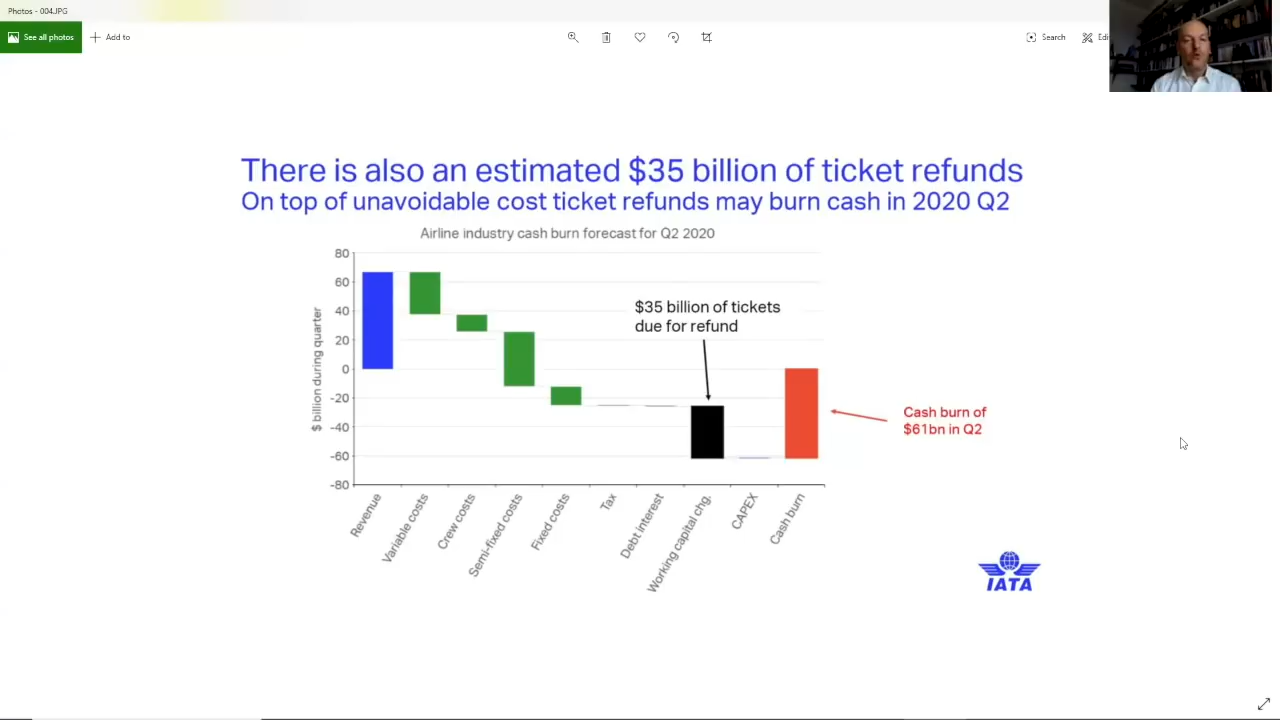 Photos - 004.JPG
See all photos
Add to
Search
Edi
There is also an estimated $35 billion of ticket refunds
On top of unavoidable cost ticket refunds may burn cash in 2020 Q2
Airline industry cash burn forecast for Q2 2020
$ billion during quarter
80
60
40
20
0
-20
-40
-60
-80
$35 billion of tickets
due for refund
Cash burn of
$61bn in Q2
Revenue
Variable costs
Crew costs
Semi-fixed costs
Fixed costs
Tax
Debt interest
Working capital chg.
CAPEX
Cash burn
IATA